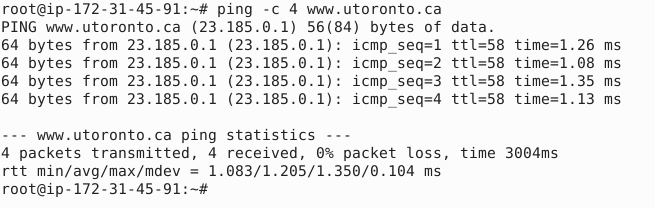 root@ip-172-31-45-91:~# ping -c 4 www.utoronto.ca
PING www.utoronto.ca (23.185.0.1) 56(84) bytes of data.
64 bytes from 23.185.0.1 (23.185.0.1): icmp_seq=1 ttl=58 time=1.26 ms
64 bytes from 23.185.0.1 (23.185.0.1): icmp_seq=2 ttl=58 time=1.08 ms
64 bytes from 23.185.0.1 (23.185.0.1): icmp_seq=3 ttl=58 time=1.35 ms
64 bytes from 23.185.0.1 (23.185.0.1): icmp_seq=4 ttl=58 time=1.13 ms
--- www.utoronto.ca ping statistics ---
4 packets transmitted, 4 received, 0% packet loss, time 3004ms
rtt min/avg/max/mdev = 1.083/1.205/1.350/0.104 ms
root@ip-172-31-45-91:~#